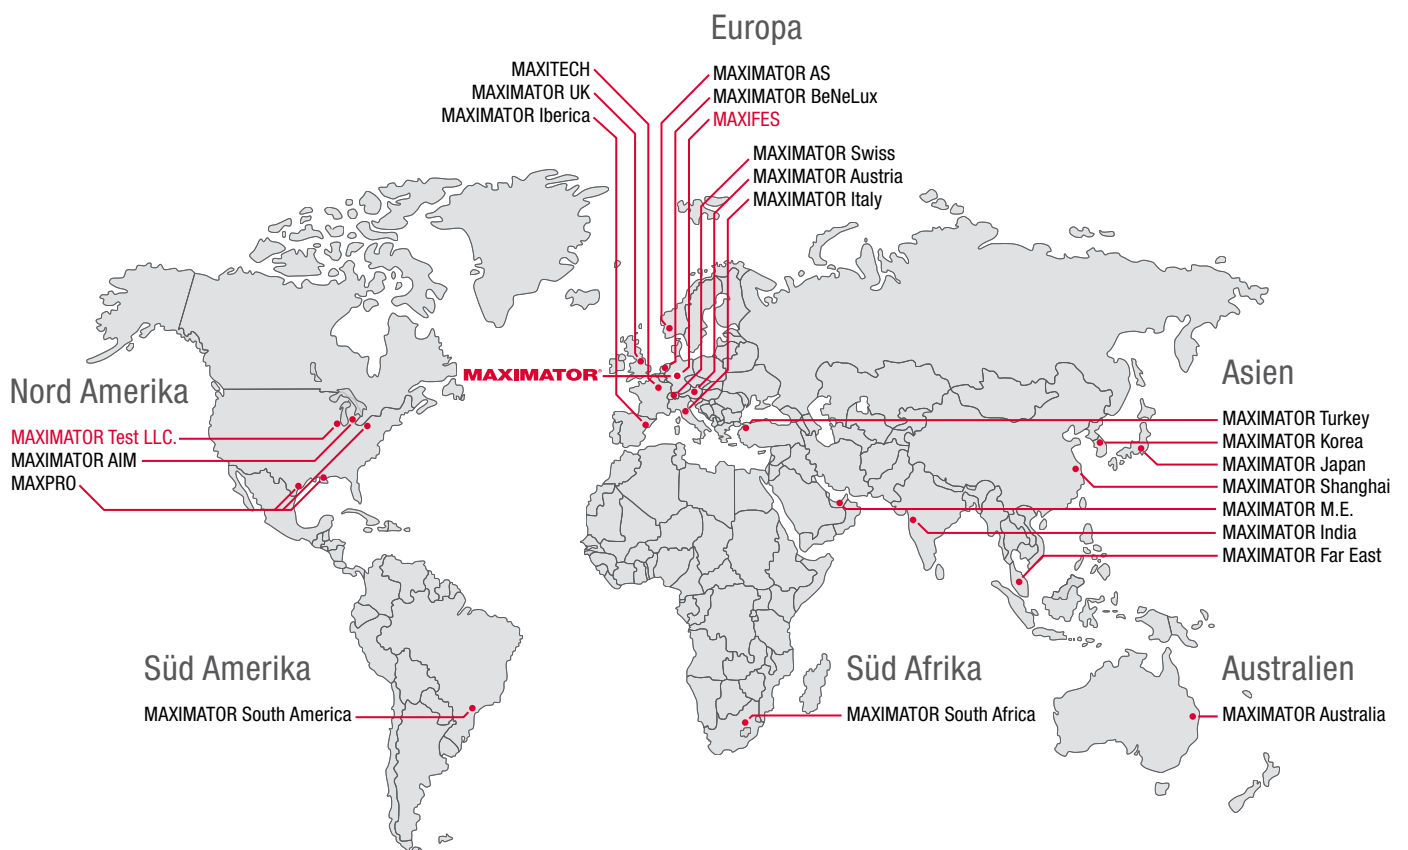 Europa
MAXITECH
MAXIMATOR UK
MAXIMATOR Iberica
MAXIMATOR AS
MAXIMATOR BeNeLux
MAXIFES
MAXIMATOR Swiss
MAXIMATOR Austria
MAXIMATOR Italy
MAXIMATOR®
Nord Amerika
MAXIMATOR Test LLC.
MAXIMATOR AIM
MAXPRO
Asien
MAXIMATOR Turkey
MAXIMATOR Korea
MAXIMATOR Japan
MAXIMATOR Shanghai
MAXIMATOR M.E.
MAXIMATOR India
MAXIMATOR Far East
Süd Amerika
MAXIMATOR South America
Süd Afrika
MAXIMATOR South Africa
Australien
MAXIMATOR Australia